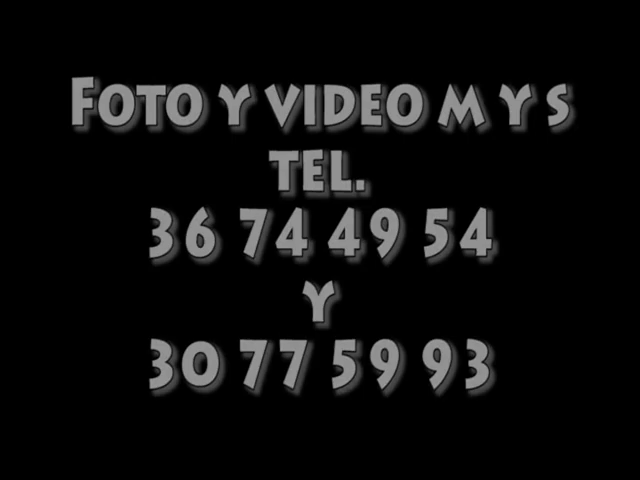 Foto y video m y s
tel.
36 74 49 54
y
30 77 59 93